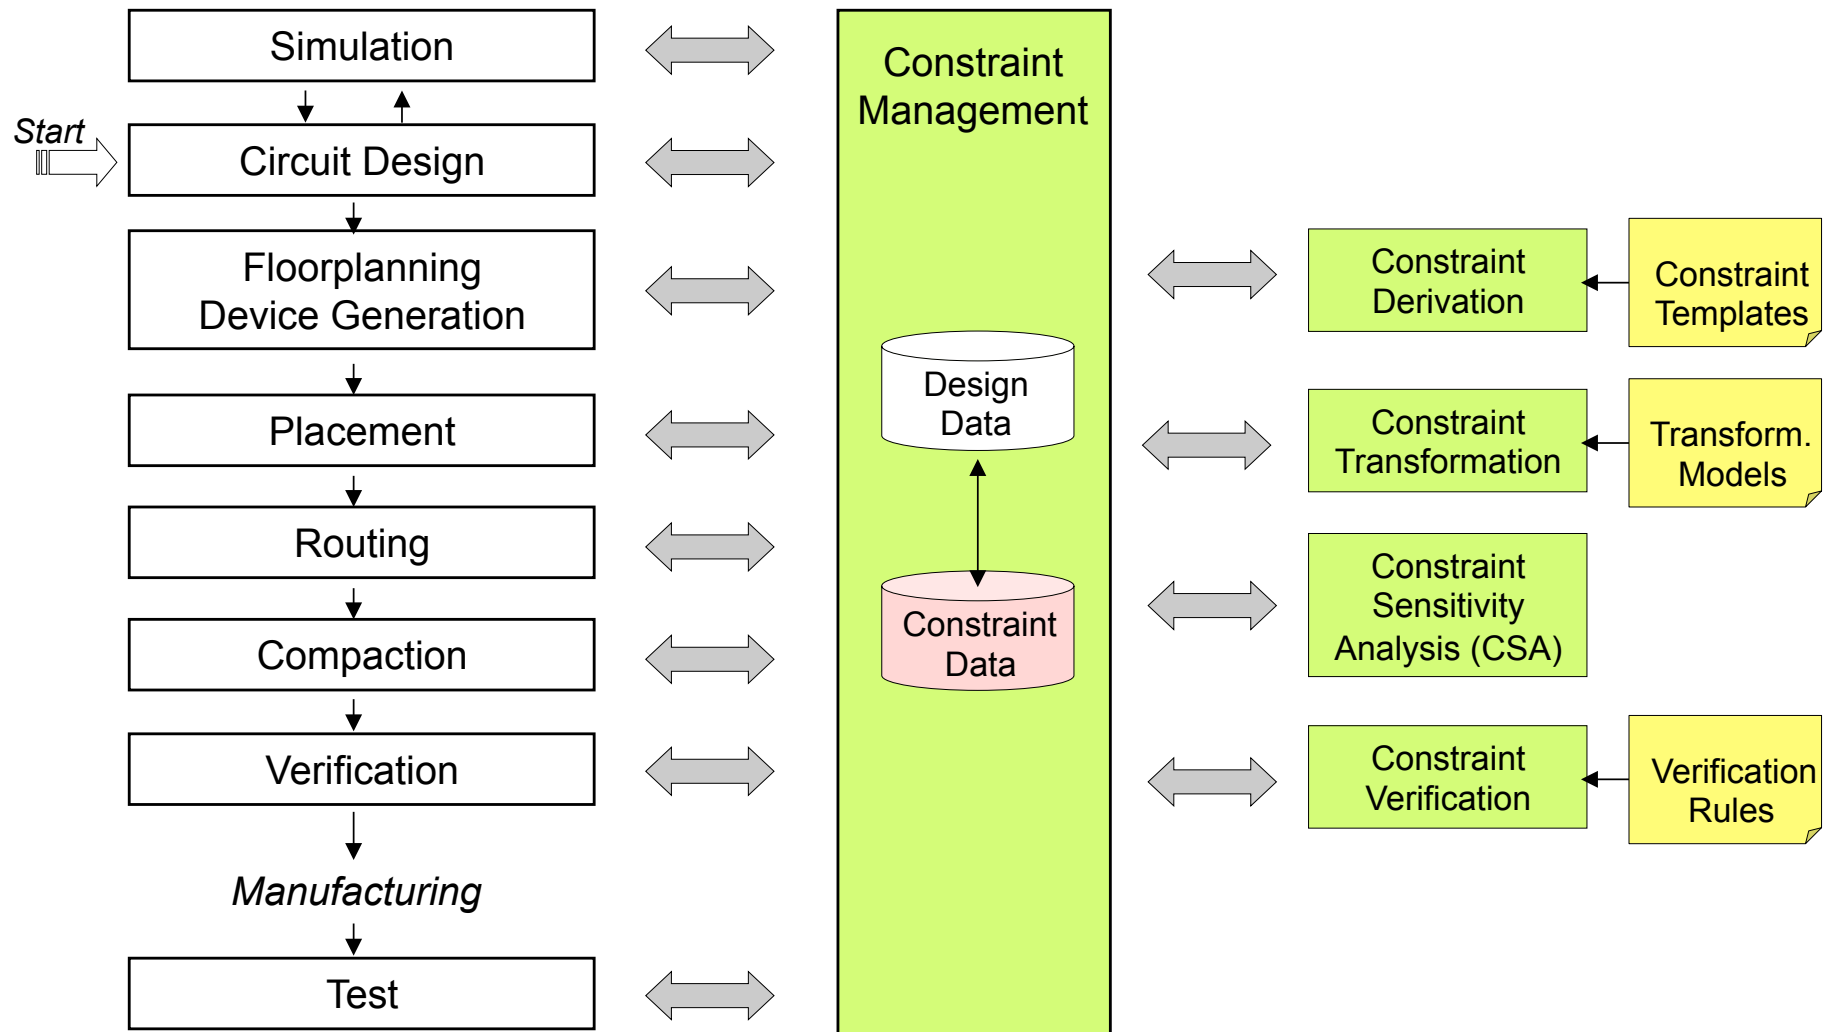 Simulation
Start
Circuit Design
Floorplanning
Device Generation
Placement
Routing
Compaction
Verification
Manufacturing
Test
Constraint
Management
Design
Data
Constraint
Data
Constraint
Derivation
Constraint
Templates
Constraint
Transformation
Transform.
Models
Constraint
Sensitivity
Analysis (CSA)
Constraint
Verification
Verification
Rules